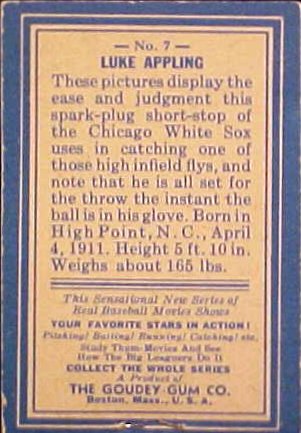 — No. 7 —
LUKE APPLING
These pictures display the
ease and judgment this
spark-plug short-stop of
the Chicago White Sox
uses in catching one of
those high infield flys, and
note that he is all set for
the throw the instant the
ball is in his glove. Born in
High Point, N. C., April
4, 1911. Height 5 ft. 10 in.
Weighs about 165 lbs.
This Sensational New Series of
Real Baseball Movies Shows
YOUR FAVORITE STARS IN ACTION!
Pitching! Batting! Running! Catching! etc.
Study Them-Movies And See
How The Big Leaguers Do It
COLLECT THE WHOLE SERIES
A Product of
THE GOUDEY GUM CO.
Boston, Mass., U. S. A.